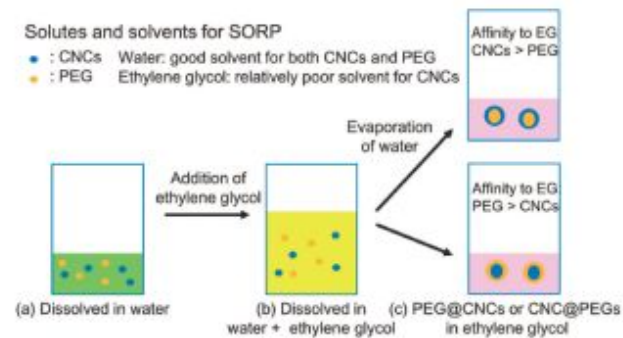 Solutes and solvents for SORP
: CNCs Water: good solvent for both CNCs and PEG
: PEG Ethylene glycol: relatively poor solvent for CNCs
Affinity to EG
CNCs > PEG
Evaporation
of water
Addition of
ethylene glycol
Affinity to EG
PEG > CNCs
(a) Dissolved in water
(b) Dissolved in
water + ethylene glycol
(c) PEG@CNCs or CNC@PEGs
in ethylene glycol